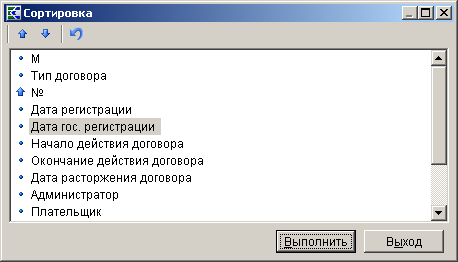 Сортировка
М
Тип договора
№
Дата регистрации
Дата гос. регистрации
Начало действия договора
Окончание действия договора
Дата расторжения договора
Администратор
Плательщик
Выполнить
Выход